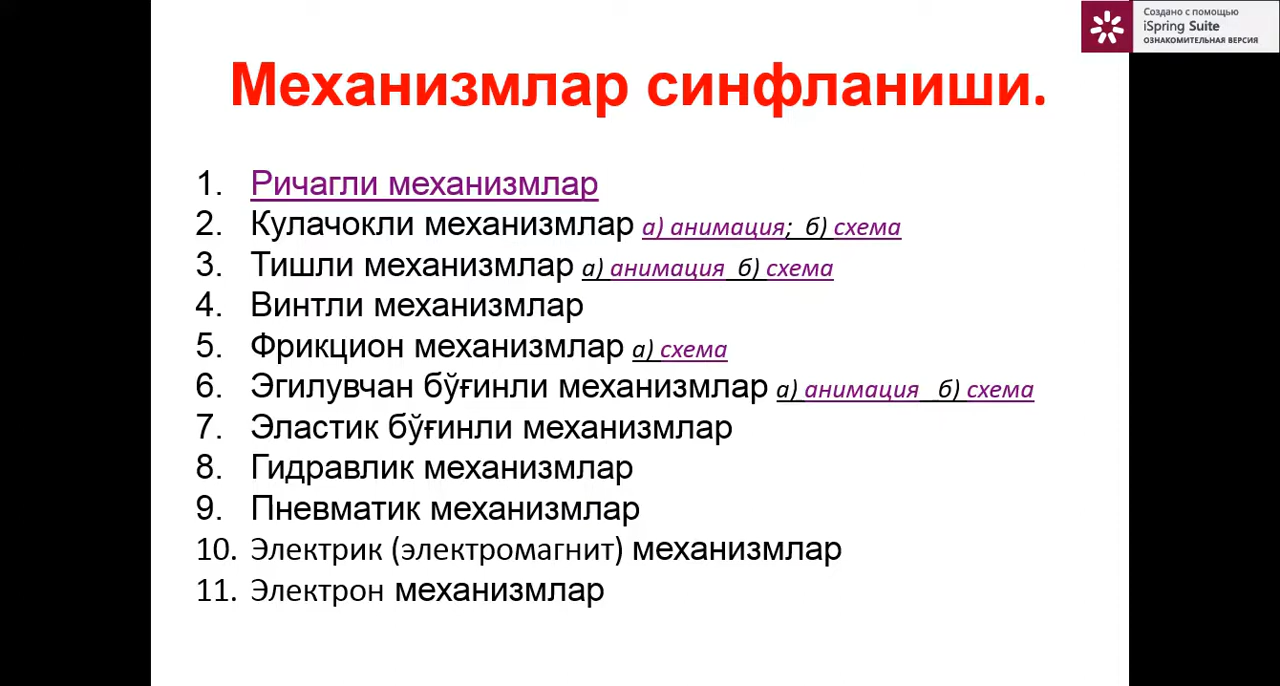 Создано с помощью
iSpring Suite
ОЗНАКОМИТЕЛЬНАЯ ВЕРСИЯ
Механизмлар синфланиши.
1. Ричагли механизмлар
2. Кулачокли механизмлар а) анимация; б) схема
3. Тишли механизмлар а) анимация б) схема
4. Винтли механизмлар
5. Фрикцион механизмлар а) схема
6. Эгилувчан бўғинли механизмлар а) анимация б) схема
7. Эластик бўғинли механизмлар
8. Гидравлик механизмлар
9. Пневматик механизмлар
10. Электрик (электромагнит) механизмлар
11. Электрон механизмлар